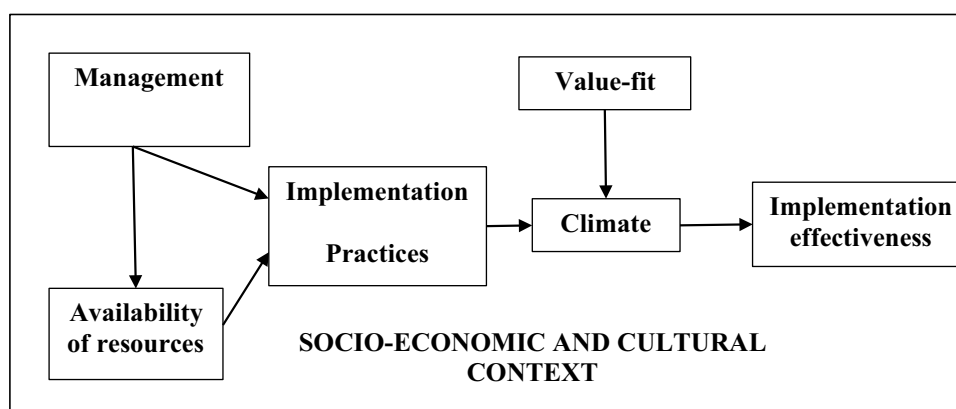 Management
Value-fit
Implementation
Practices
Climate
Implementation
effectiveness
Availability
of resources
SOCIO-ECONOMIC AND CULTURAL
CONTEXT